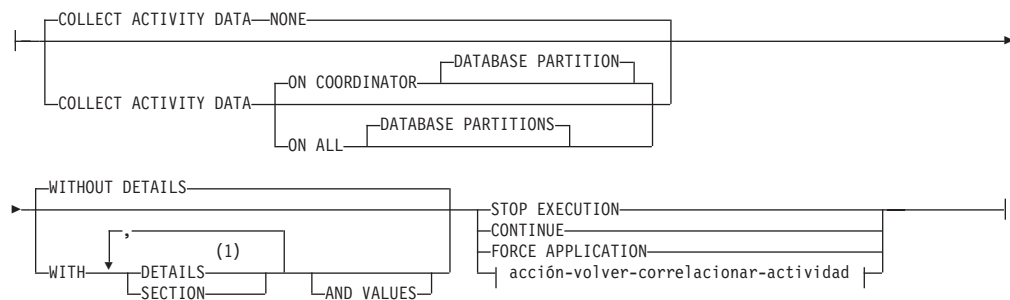 COLLECT ACTIVITY DATA NONE
DATABASE PARTITION
ON COORDINATOR
COLLECT ACTIVITY DATA
DATABASE PARTITIONS
ON ALL
WITHOUT DETAILS
STOP EXECUTION
,
CONTINUE
(1)
FORCE APPLICATION
WITH DETAILS
acción-volver-correlacionar-actividad
SECTION AND VALUES